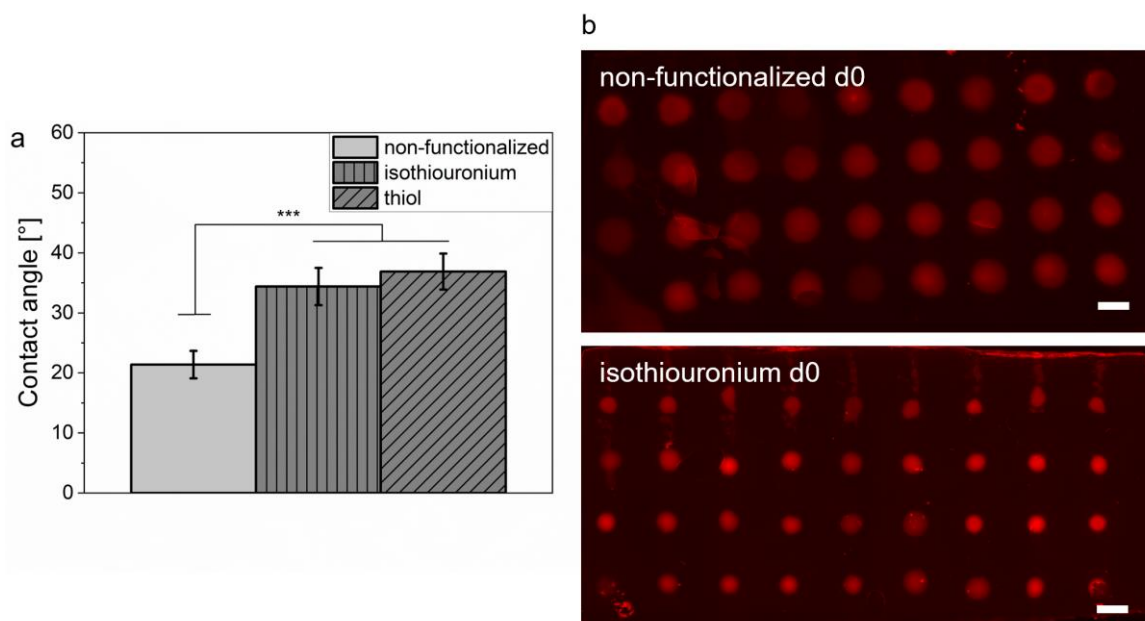 a
60
50
40
30
20
10
0
Contact angle [°]
non-functionalized
isothiouronium
thiol
***
b
non-functionalized d0
isothiouronium d0